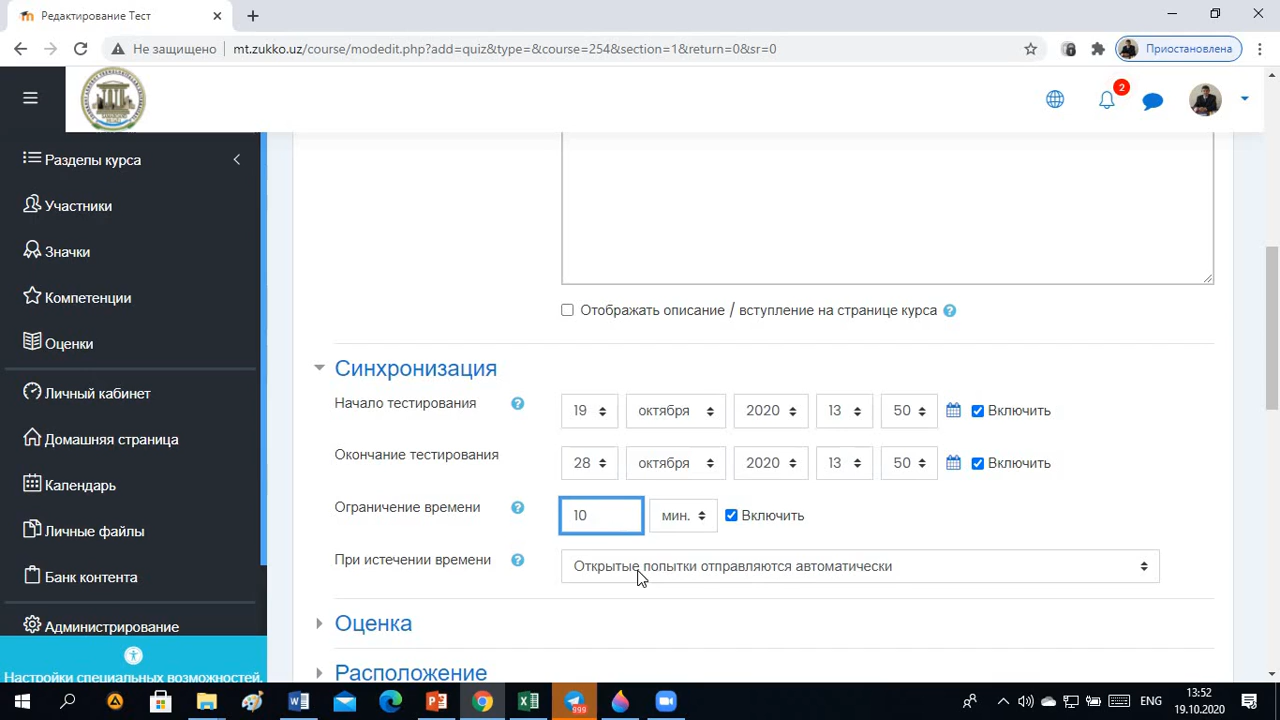 Редактирование Тест
Не защищено
mt.zukko.uz/course/modedit.php?add=quiz&type=&course=254&section=1&return=0&sr=0
Приостановлена
2
Разделы курса
Участники
Значки
Компетенции
Оценки
Личный кабинет
Домашняя страница
Календарь
Личные файлы
Банк контента
Администрирование
Настройки специальных возможностей.
Отображать описание / вступление на странице курса
Синхронизация
Начало тестирования 19 октября 2020 13 50 Включить
Окончание тестирования 28 октября 2020 13 50 Включить
Ограничение времени 10 мин. Включить
При истечении времени Открытые попытки отправляются автоматически
Оценка
Расположение
999
ENG
13:52
19.10.2020